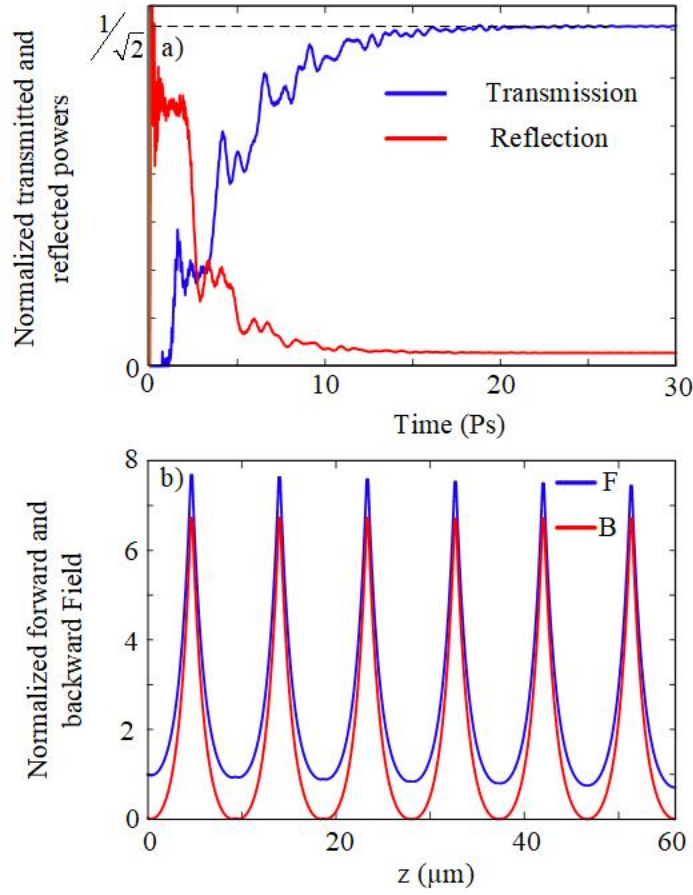 1/√2
a)
Transmission
Reflection
Normalized transmitted and
reflected powers
0
0 10 20 30
Time (Ps)
8
b)
F
B
6
4
2
0
Normalized forward and
backward Field
0 20 40 60
z (μm)